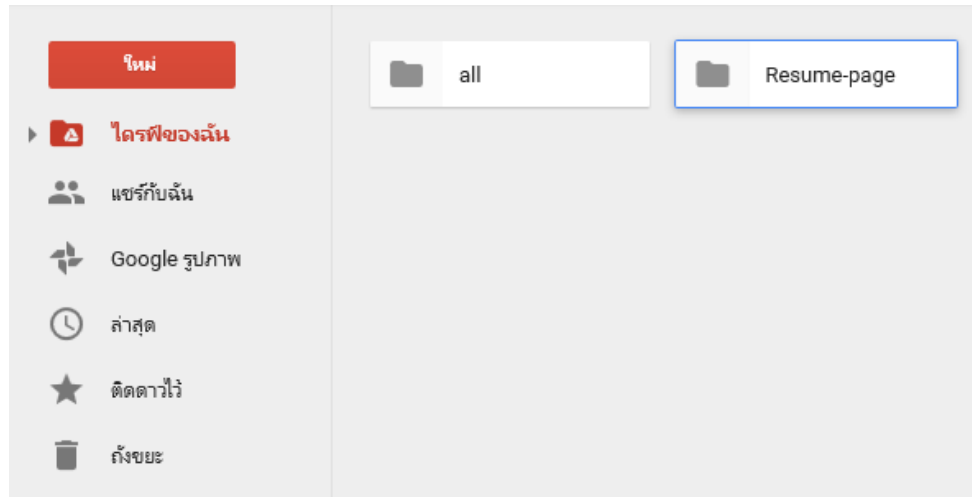 ใหม่
ไดรฟ์ของฉัน
แชร์กับฉัน
Google รูปภาพ
ล่าสุด
ติดดาวไว้
ถังขยะ
all
Resume-page